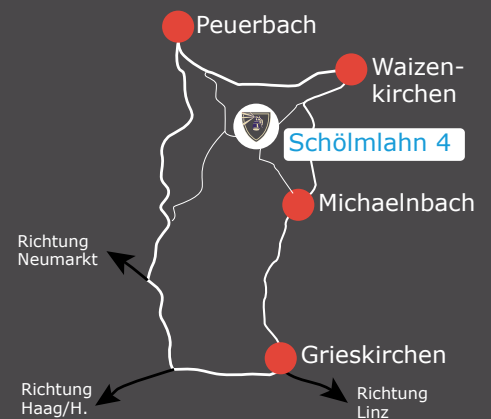 Peuerbach
Waizen-
kirchen
Schölmlahn 4
Michaelnbach
Richtung
Neumarkt
Grieskirchen
Richtung
Haag/H.
Richtung
Linz